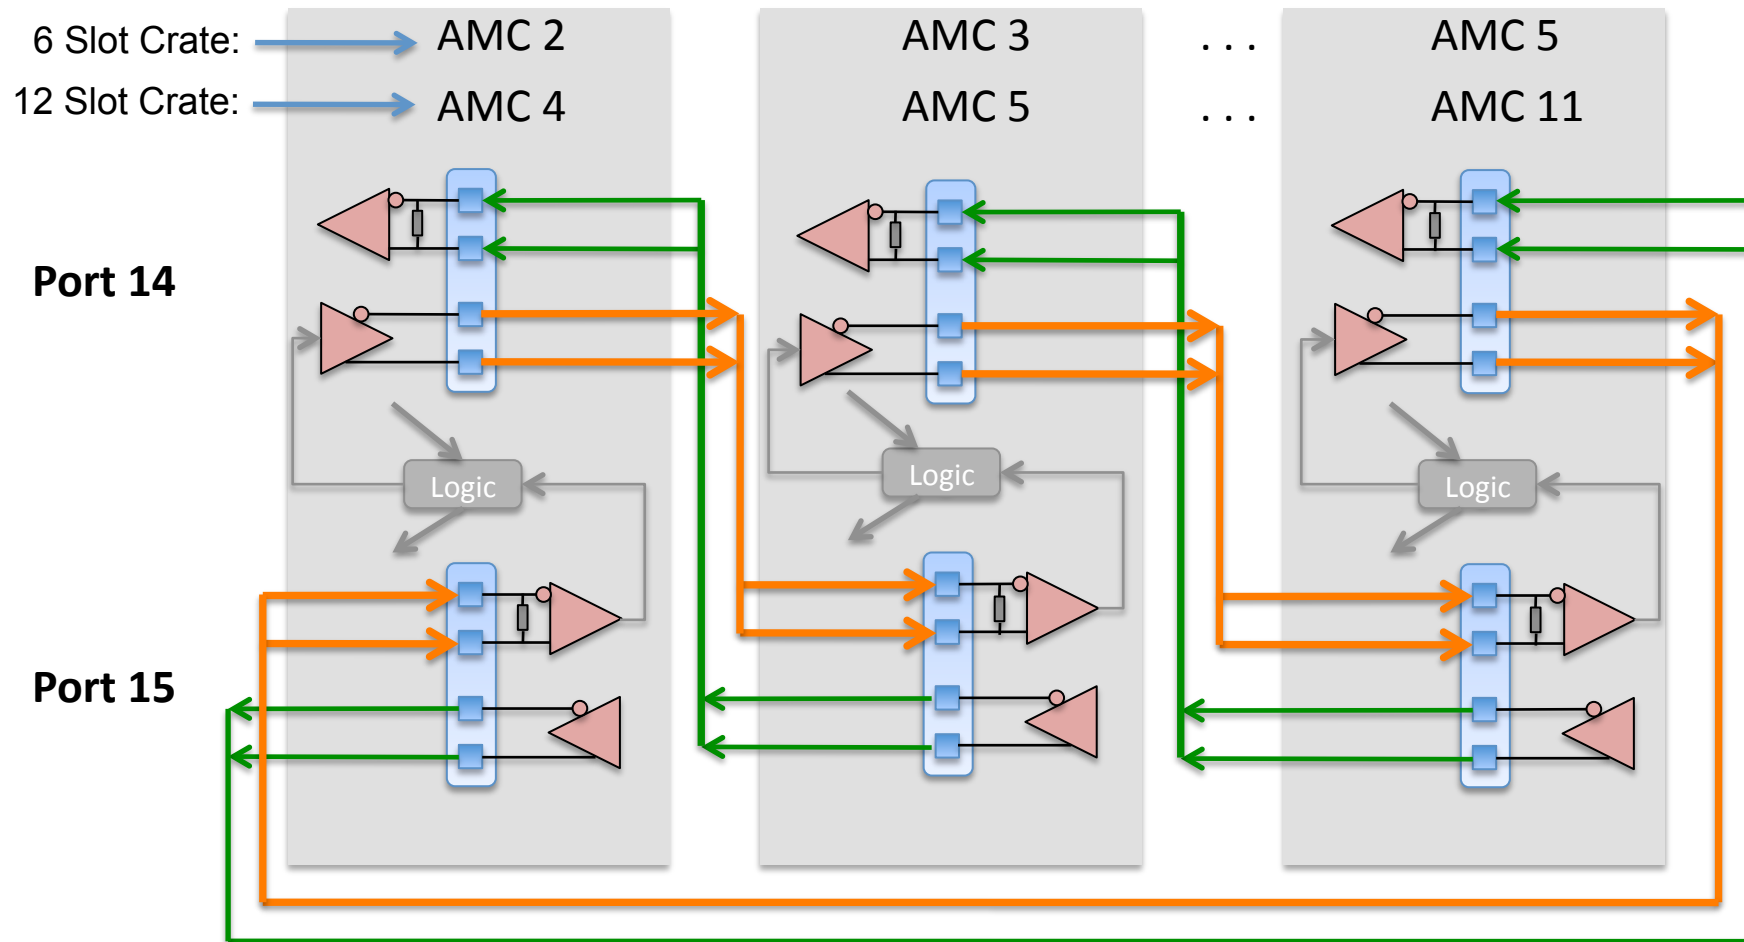 6 Slot Crate: AMC 2 AMC 3 . . . AMC 5
12 Slot Crate: AMC 4 AMC 5 . . . AMC 11
Port 14
Logic Logic Logic
Port 15